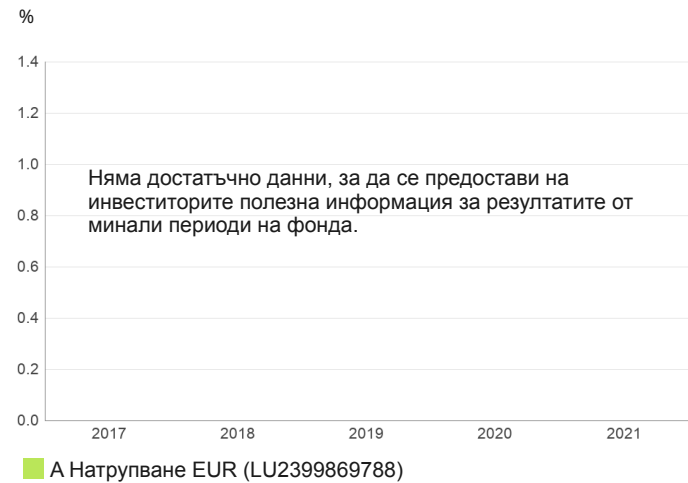 %
1.4
1.2
1.0
Няма достатъчно данни, за да се предостави на
инвеститорите полезна информация за резултатите от
0.8
минали периоди на фонда.
0.6
0.4
0.2
0.0
2017 2018 2019 2020 2021
А Натрупване EUR (LU2399869788)